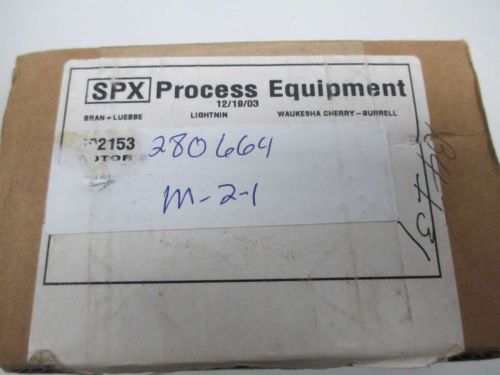 SPX Process Equipment
12/19/03
BRAN+LUEBBE LIGHTNIN WAUKESHA CHERRY-BURRELL
2153 280664
M-2-1